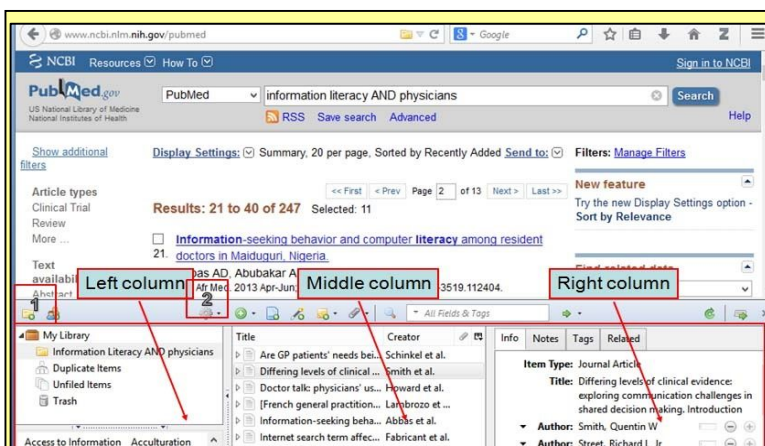 www.ncbi.nlm.nih.gov/pubmed
Google
NCBI Resources How To Sign in to NCBI
PubMed.gov
US National Library of Medicine
National Institutes of Health
PubMed information literacy AND physicians Search
RSS Save search Advanced Help
Show additional filters
Display Settings: Summary, 20 per page, Sorted by Recently Added Send to: Filters: Manage Filters
Article types
Clinical Trial
Review
More ...
Text
availabi
Abstract
<< First < Prev Page 2 of 13 Next > Last >>
Results: 21 to 40 of 247 Selected: 11
Information-seeking behavior and computer literacy among resident
21. doctors in Maiduguri, Nigeria.
bas AD, Abubakar A
Afr Med. 2013 Apr-Jun; 3519.112404.
New feature
Try the new Display Settings option -
Sort by Relevance
Find related data
Left column
Middle column
Right column
1
2
All Fields & Tags
My Library
Information Literacy AND physicians
Duplicate Items
Unfiled Items
Trash
Access to Information Acculturation
Title Creator
Are GP patients' needs bei... Schinkel et al.
Differing levels of clinical ... Smith et al.
Doctor talk: physicians' us... Howard et al.
[French general practition... Lambrozo et ...
Information-seeking beha... Abbas et al.
Internet search term affec... Fabricant et al.
Info Notes Tags Related
Item Type: Journal Article
Title: Differing levels of clinical evidence:
exploring communication challenges in
shared decision making. Introduction
Author: Smith, Quentin W
Author: Street, Richard L. Jr.